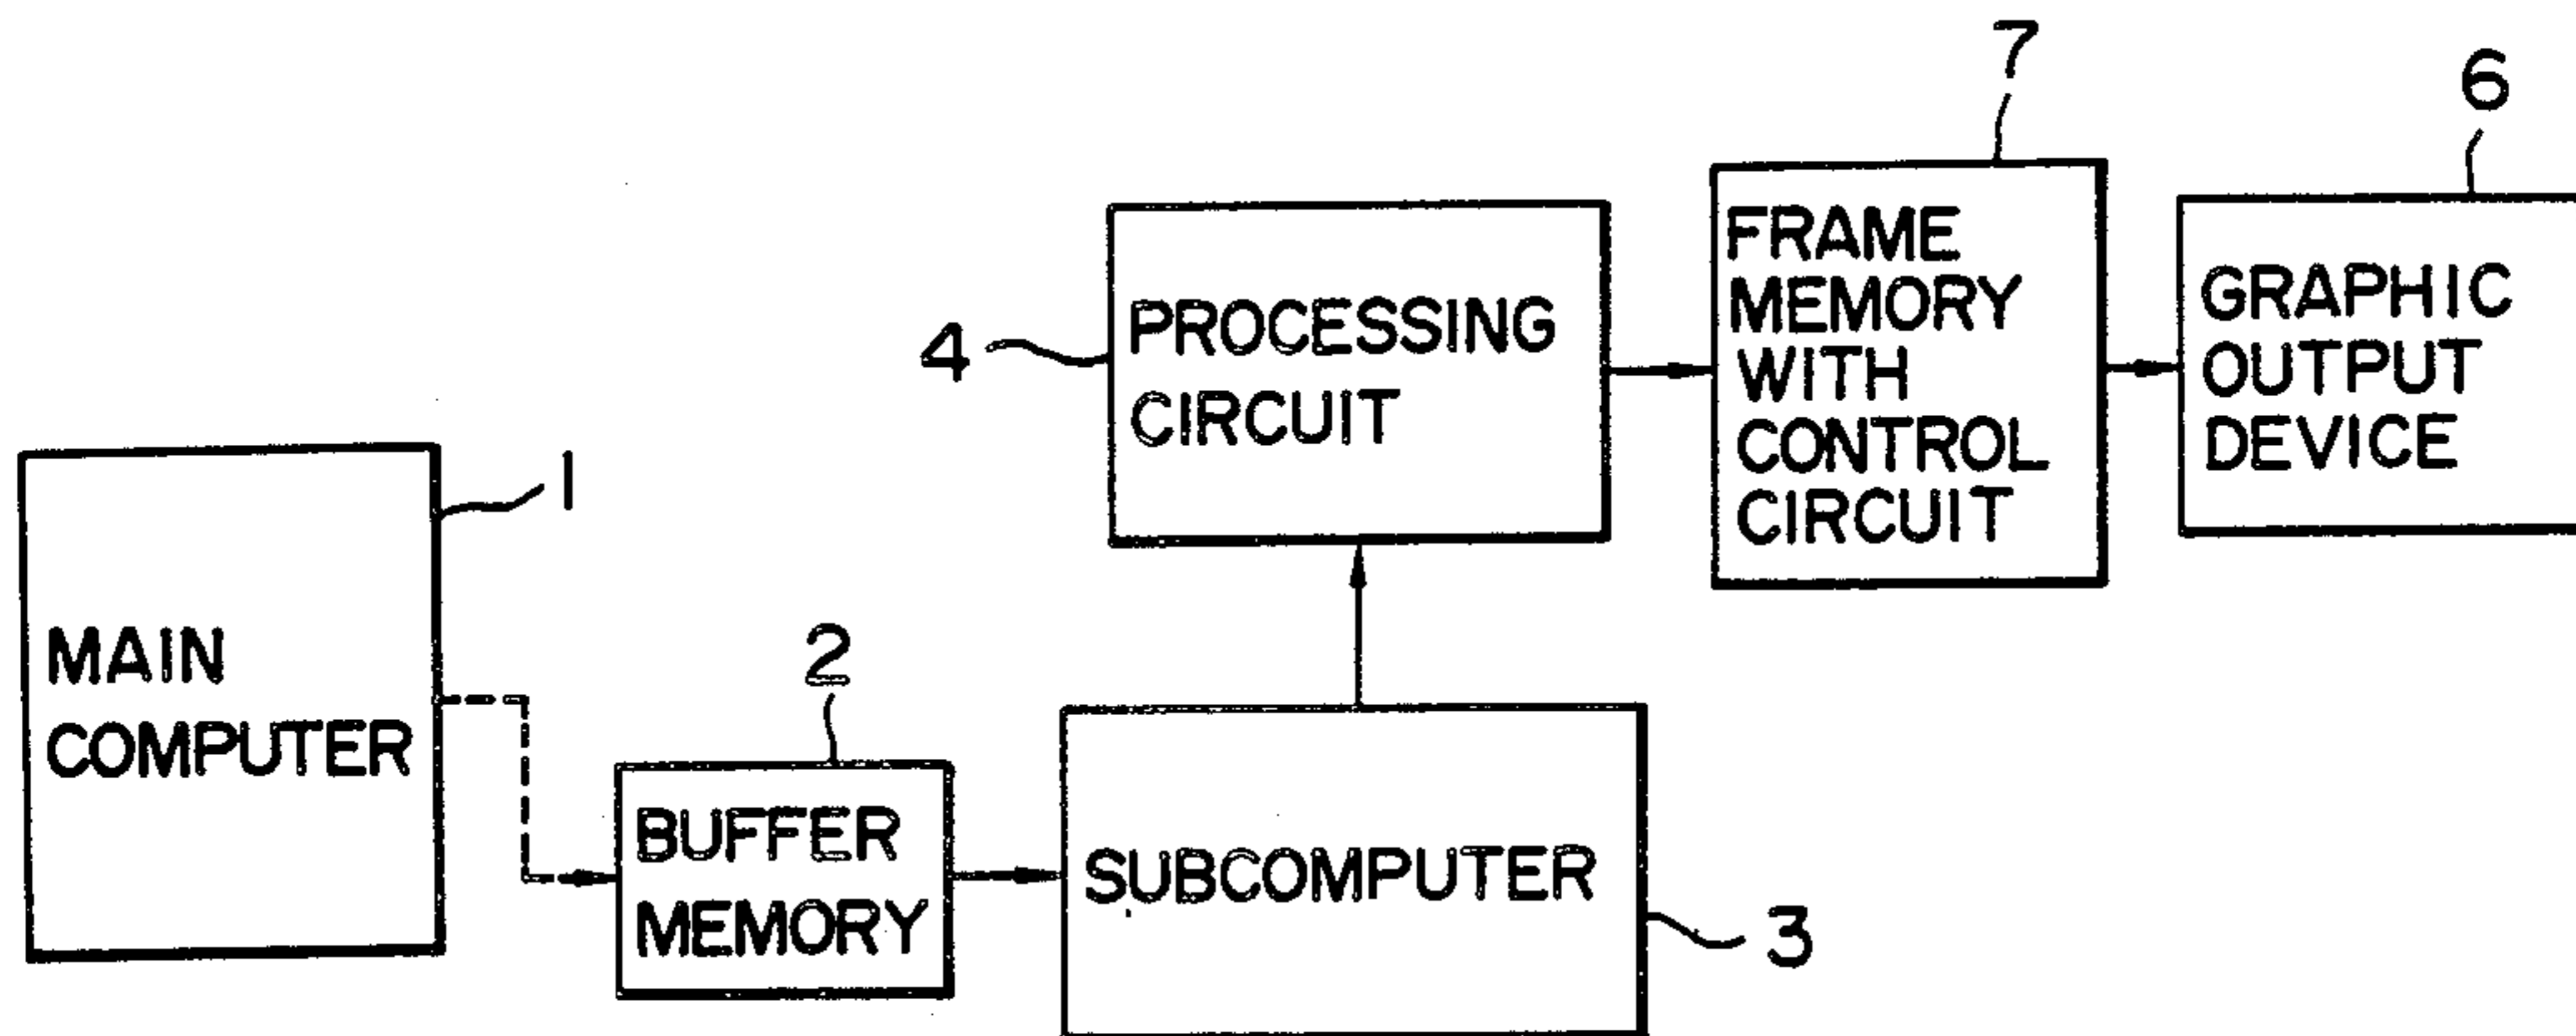 7
6
FRAME
MEMORY
WITH
CONTROL
CIRCUIT
GRAPHIC
OUTPUT
DEVICE
4
PROCESSING
CIRCUIT
1
MAIN
COMPUTER
2
BUFFER
MEMORY
SUBCOMPUTER
3